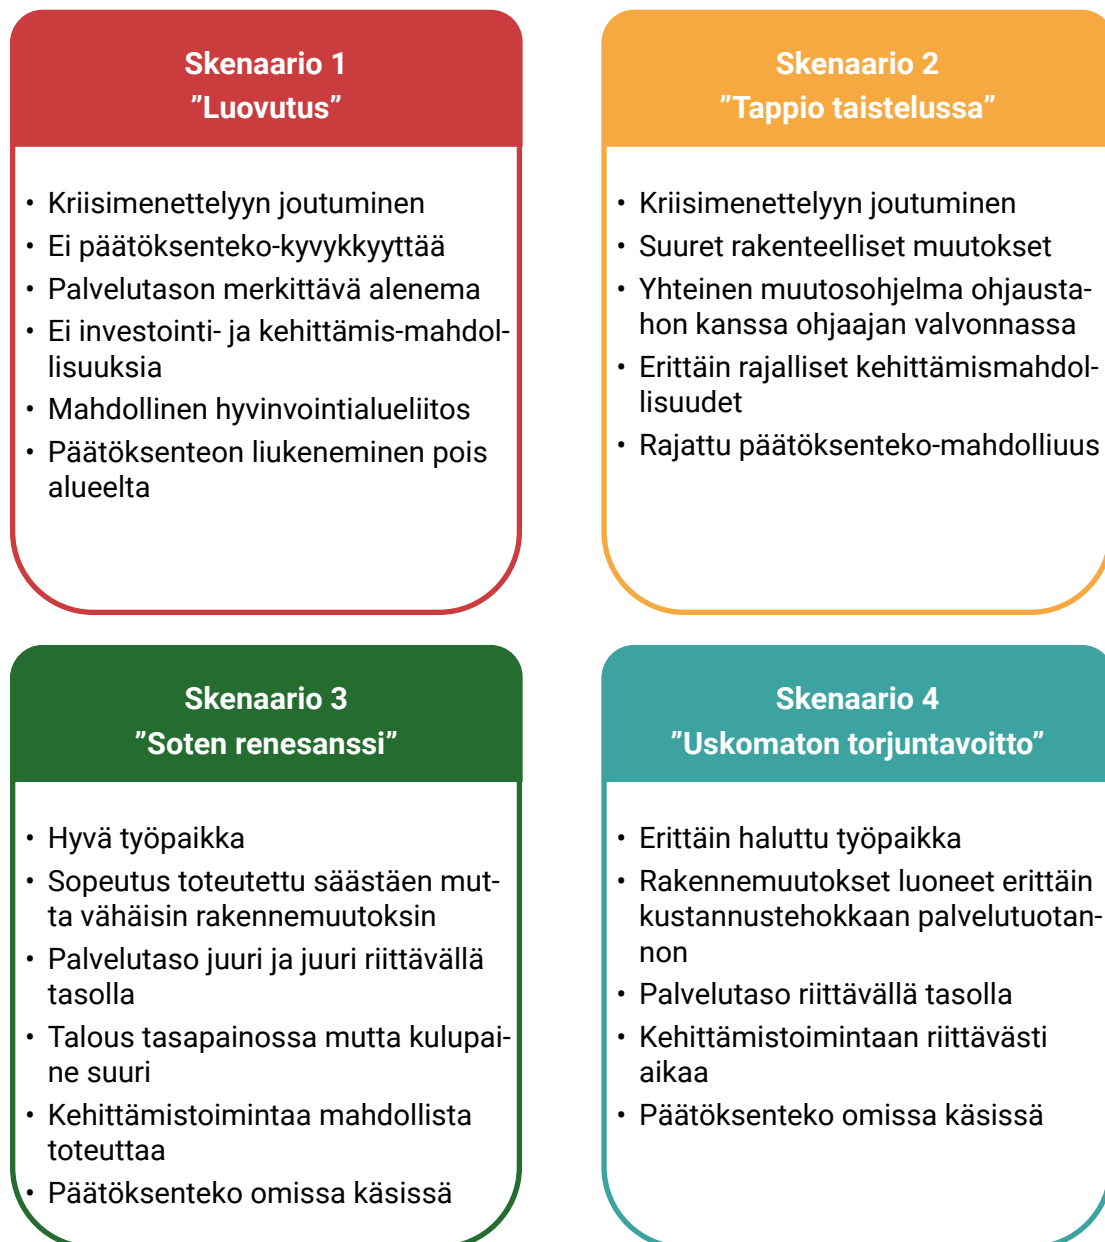 Skenaario 1
”Luovutus”
• Kriisimenettelyyn joutuminen
• Ei päätöksenteko-kyvykkyyttää
• Palvelutason merkittävä alenema
• Ei investointi- ja kehittämis-mahdol-
lisuuksia
• Mahdollinen hyvinvointialueliitos
• Päätöksenteon liukeneminen pois
alueelta
Skenaario 2
”Tappio taistelussa”
• Kriisimenettelyyn joutuminen
• Suuret rakenteelliset muutokset
• Yhteinen muutosohjelma ohjausta-
hon kanssa ohjaajan valvonnassa
• Erittäin rajalliset kehittämismahdol-
lisuudet
• Rajattu päätöksenteko-mahdolliuus
Skenaario 3
”Soten renesanssi”
• Hyvä työpaikka
• Sopeutus toteutettu säästäen mut-
ta vähäisin rakennemuutoksin
• Palvelutaso juuri ja juuri riittävällä
tasolla
• Talous tasapainossa mutta kulupai-
ne suuri
• Kehittämistoimintaa mahdollista
toteuttaa
• Päätöksenteko omissa käsissä
Skenaario 4
”Uskomaton torjuntavoitto”
• Erittäin haluttu työpaikka
• Rakennemuutokset luoneet erittäin
kustannustehokkaan palvelutuotan-
non
• Palvelutaso riittävällä tasolla
• Kehittämistoimintaan riittävästi
aikaa
• Päätöksenteko omissa käsissä